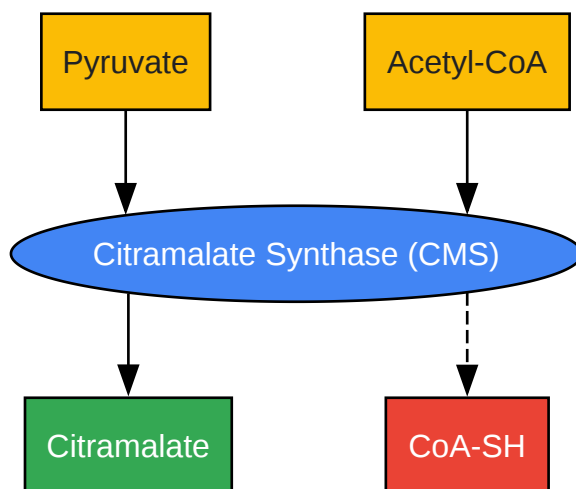 Pyruvate
Acetyl-CoA
Citramalate Synthase (CMS)
Citramalate
CoA-SH